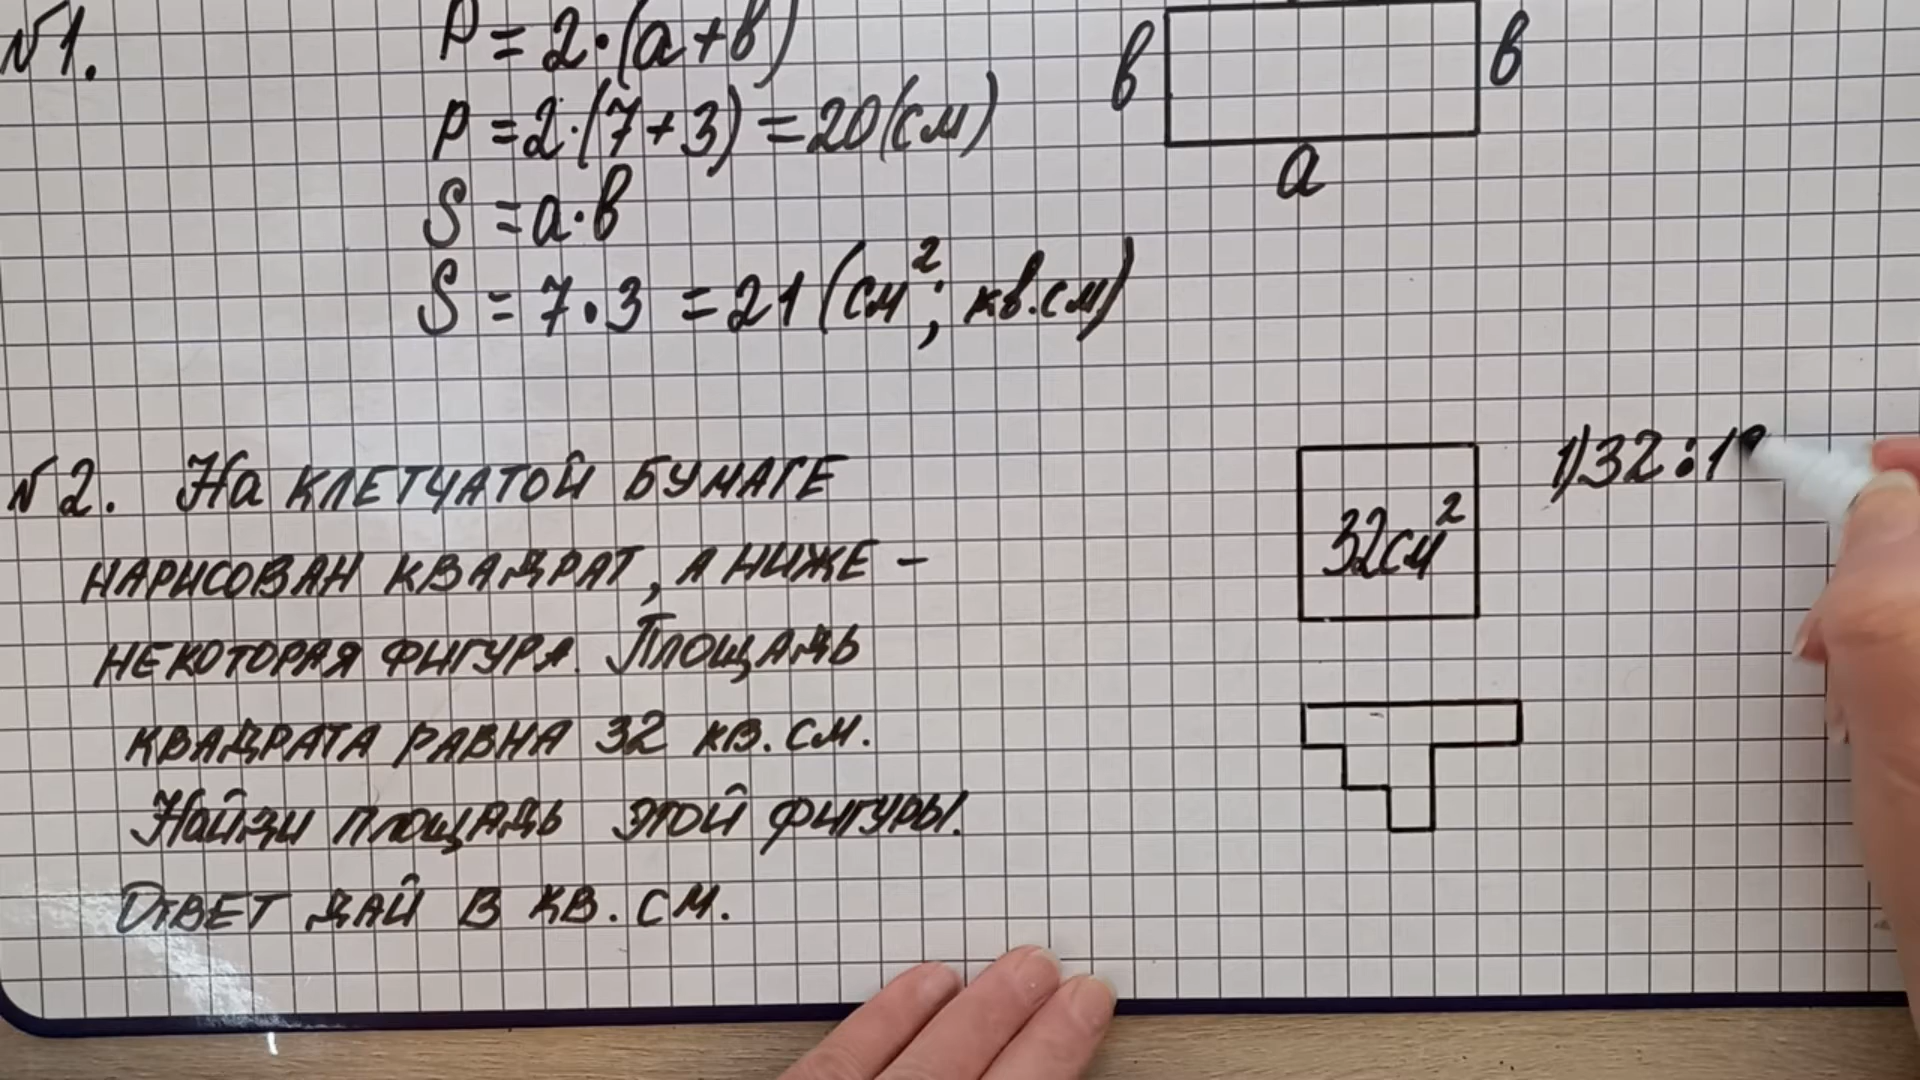 №1.
P = 2·(a+b)
P = 2·(7+3) = 20(см)
S = a·b
S = 7·3 = 21 (см²; кв.см)
b
b
a
№2. На КЛЕТЧАТОЙ БУМАГЕ
НАРИСОВАН КВАДРАТ, А НИЖЕ –
НЕКОТОРАЯ ФИГУРА. ПЛОЩАДЬ
КВАДРАТА РАВНА 32 КВ. СМ.
Найди ПЛОЩАДЬ ЭТОЙ ФИГУРЫ.
ОТВЕТ ДАЙ В КВ. СМ.
32см²
1)32:1